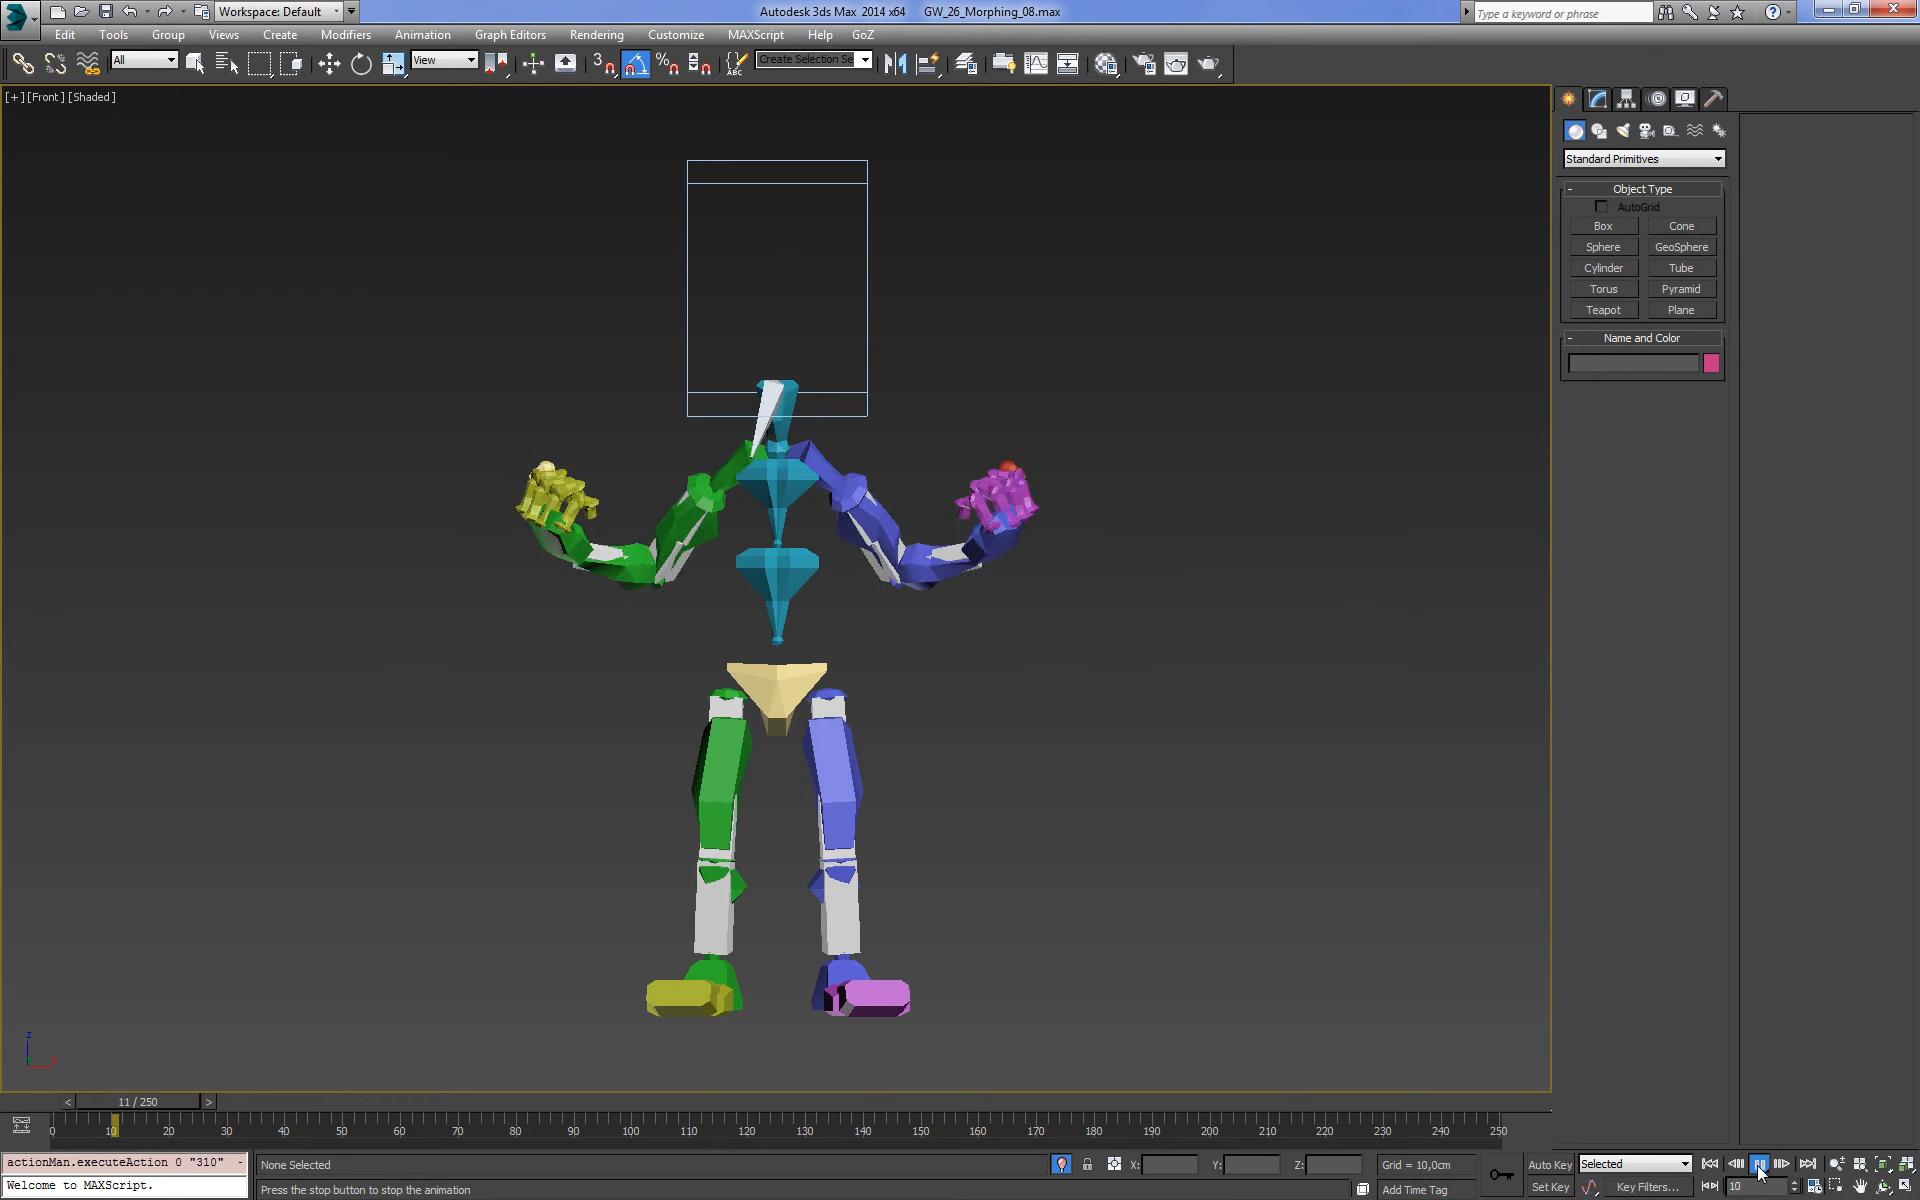 Workspace: Default
Autodesk 3ds Max 2014 x64 GW_26_Morphing_08.max
Type a keyword or phrase
Edit Tools Group Views Create Modifiers Animation Graph Editors Rendering Customize MAXScript Help GoZ
All
View
3
%
ABC
Create Selection Se
[+] [Front] [Shaded]
Standard Primitives
- Object Type
AutoGrid
Box Cone
Sphere GeoSphere
Cylinder Tube
Torus Pyramid
Teapot Plane
- Name and Color
z
< 11 / 250 >
0 10 20 30 40 50 60 70 80 90 100 110 120 130 140 150 160 170 180 190 200 210 220 230 240 250
actionMan.executeAction 0 "310" -
Welcome to MAXScript.
None Selected
X: Y: Z:
Grid = 10,0cm
Auto Key Selected
Press the stop button to stop the animation
Add Time Tag
Set Key Key Filters...
10